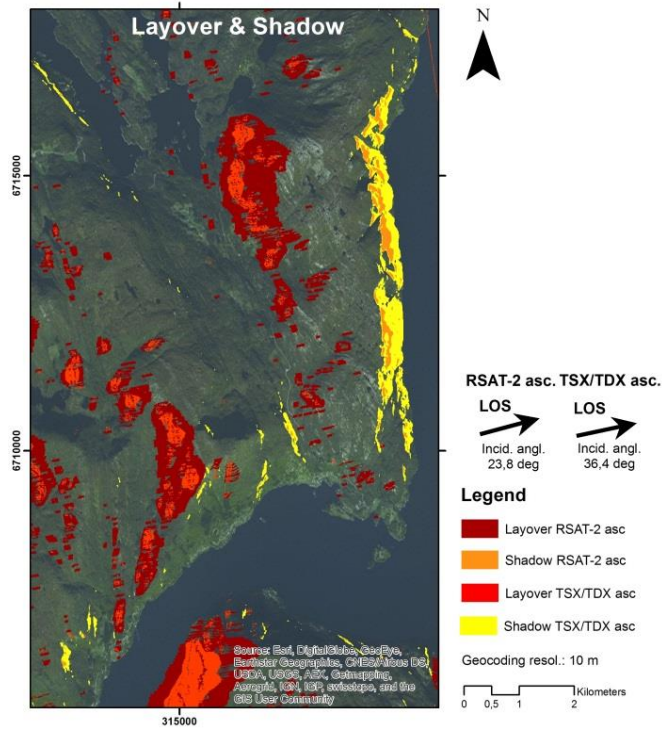 Layover & Shadow
N
6715000
6710000
315000
RSAT-2 asc. TSX/TDX asc.
LOS
LOS
Incid. angl.
23,8 deg
Incid. angl.
36,4 deg
Legend
Layover RSAT-2 asc
Shadow RSAT-2 asc
Layover TSX/TDX asc
Shadow TSX/TDX asc
Geocoding resol.: 10 m
Kilometers
0 0,5 1 2
Source: Esri, DigitalGlobe, GeoEye,
Earthstar Geographics, CNES/Airbus DS,
USDA, USGS, AEX, Getmapping,
Aerogrid, IGN, IGP, swisstopo, and the
GIS User Community